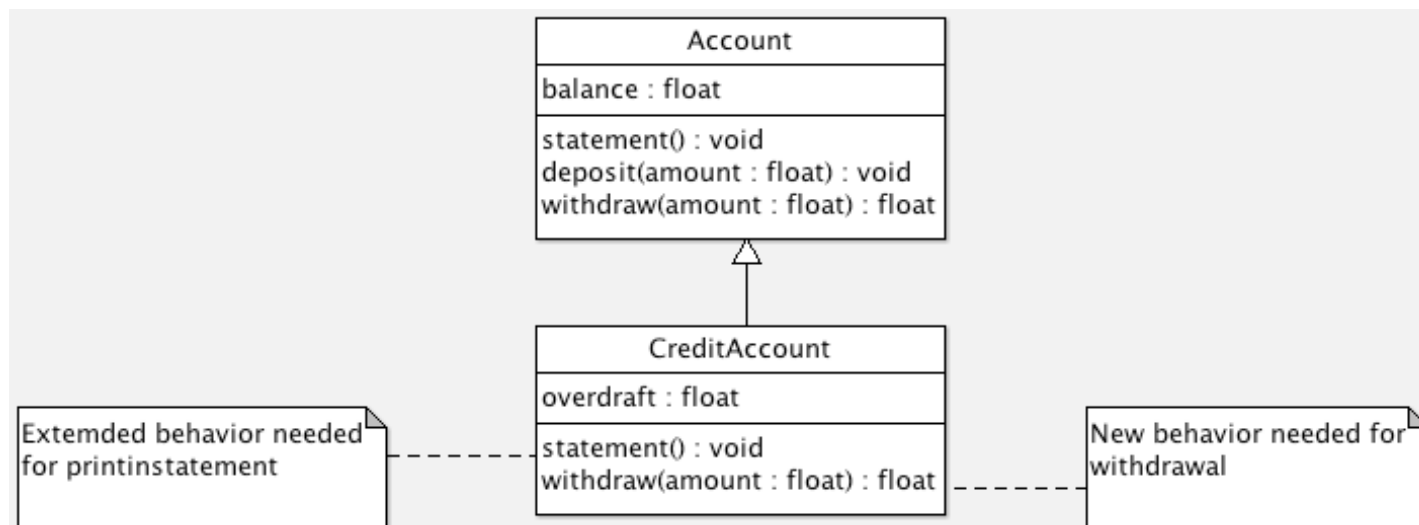 Account
balance : float
statement() : void
deposit(amount : float) : void
withdraw(amount : float) : float
CreditAccount
overdraft : float
statement() : void
withdraw(amount : float) : float
Extemded behavior needed
for printinstatement
New behavior needed for
withdrawal